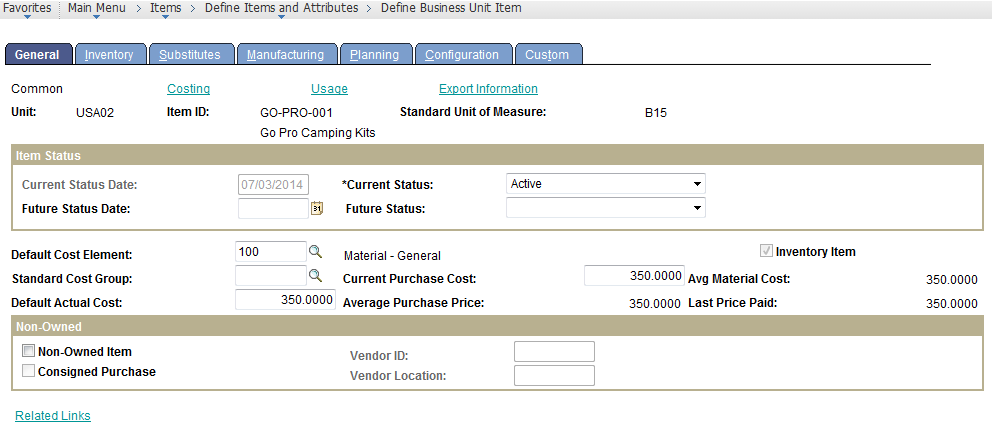 Favorites Main Menu > Items > Define Items and Attributes > Define Business Unit Item
General Inventory Substitutes Manufacturing Planning Configuration Custom
Common Costing Usage Export Information
Unit: USA02 Item ID: GO-PRO-001 Standard Unit of Measure: B15
Go Pro Camping Kits
Item Status
Current Status Date: 07/03/2014 *Current Status: Active
Future Status Date: 31 Future Status:
Default Cost Element: 100 Material - General Inventory Item
Standard Cost Group: Current Purchase Cost: 350.0000 Avg Material Cost: 350.0000
Default Actual Cost: 350.0000 Average Purchase Price: 350.0000 Last Price Paid: 350.0000
Non-Owned
Non-Owned Item Vendor ID:
Consigned Purchase Vendor Location:
Related Links